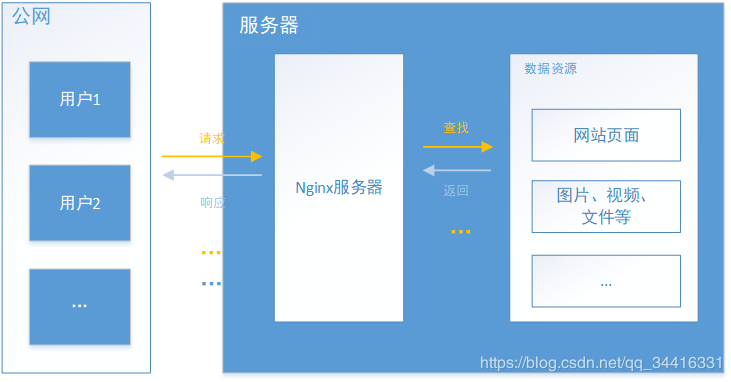 公网
用户1
用户2
...
请求
响应
...
...
服务器
Nginx服务器
查找
返回
...
数据资源
网站页面
图片、视频、
文件等
...
https://blog.csdn.net/qq_34416331